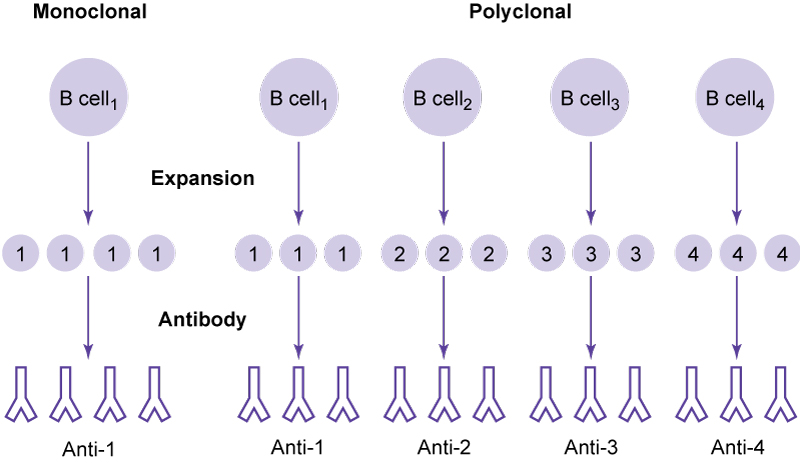 Monoclonal Polyclonal
B cell₁ B cell₁ B cell₂ B cell₃ B cell₄
Expansion
1 1 1 1 1 1 1 2 2 2 3 3 3 4 4 4
Antibody
Anti-1 Anti-1 Anti-2 Anti-3 Anti-4